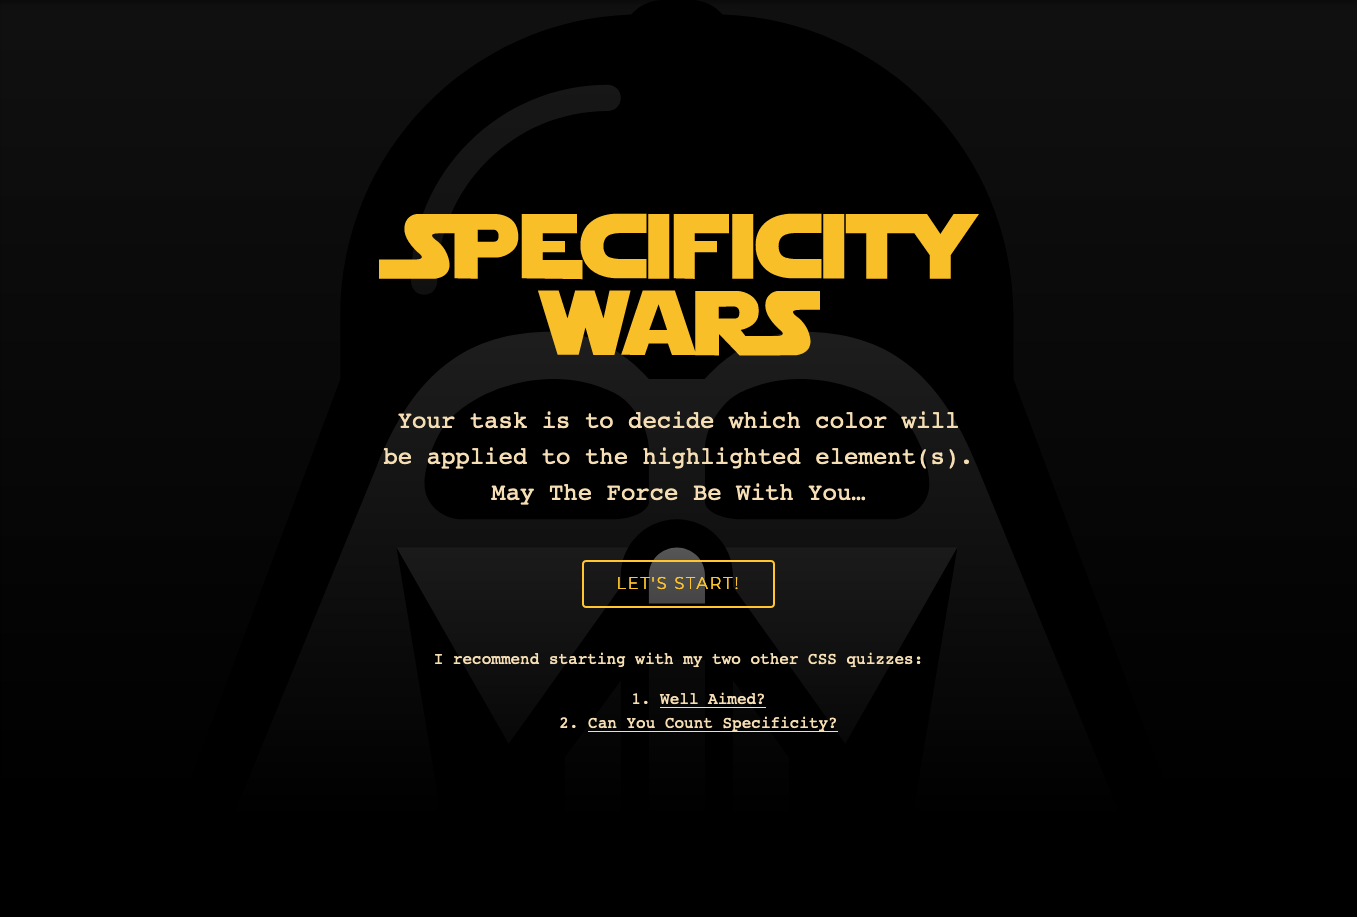 SPECIFICITY
WARS
Your task is to decide which color will
be applied to the highlighted element(s).
May The Force Be With You…
LET'S START!
I recommend starting with my two other CSS quizzes:
1. Well Aimed?
2. Can You Count Specificity?